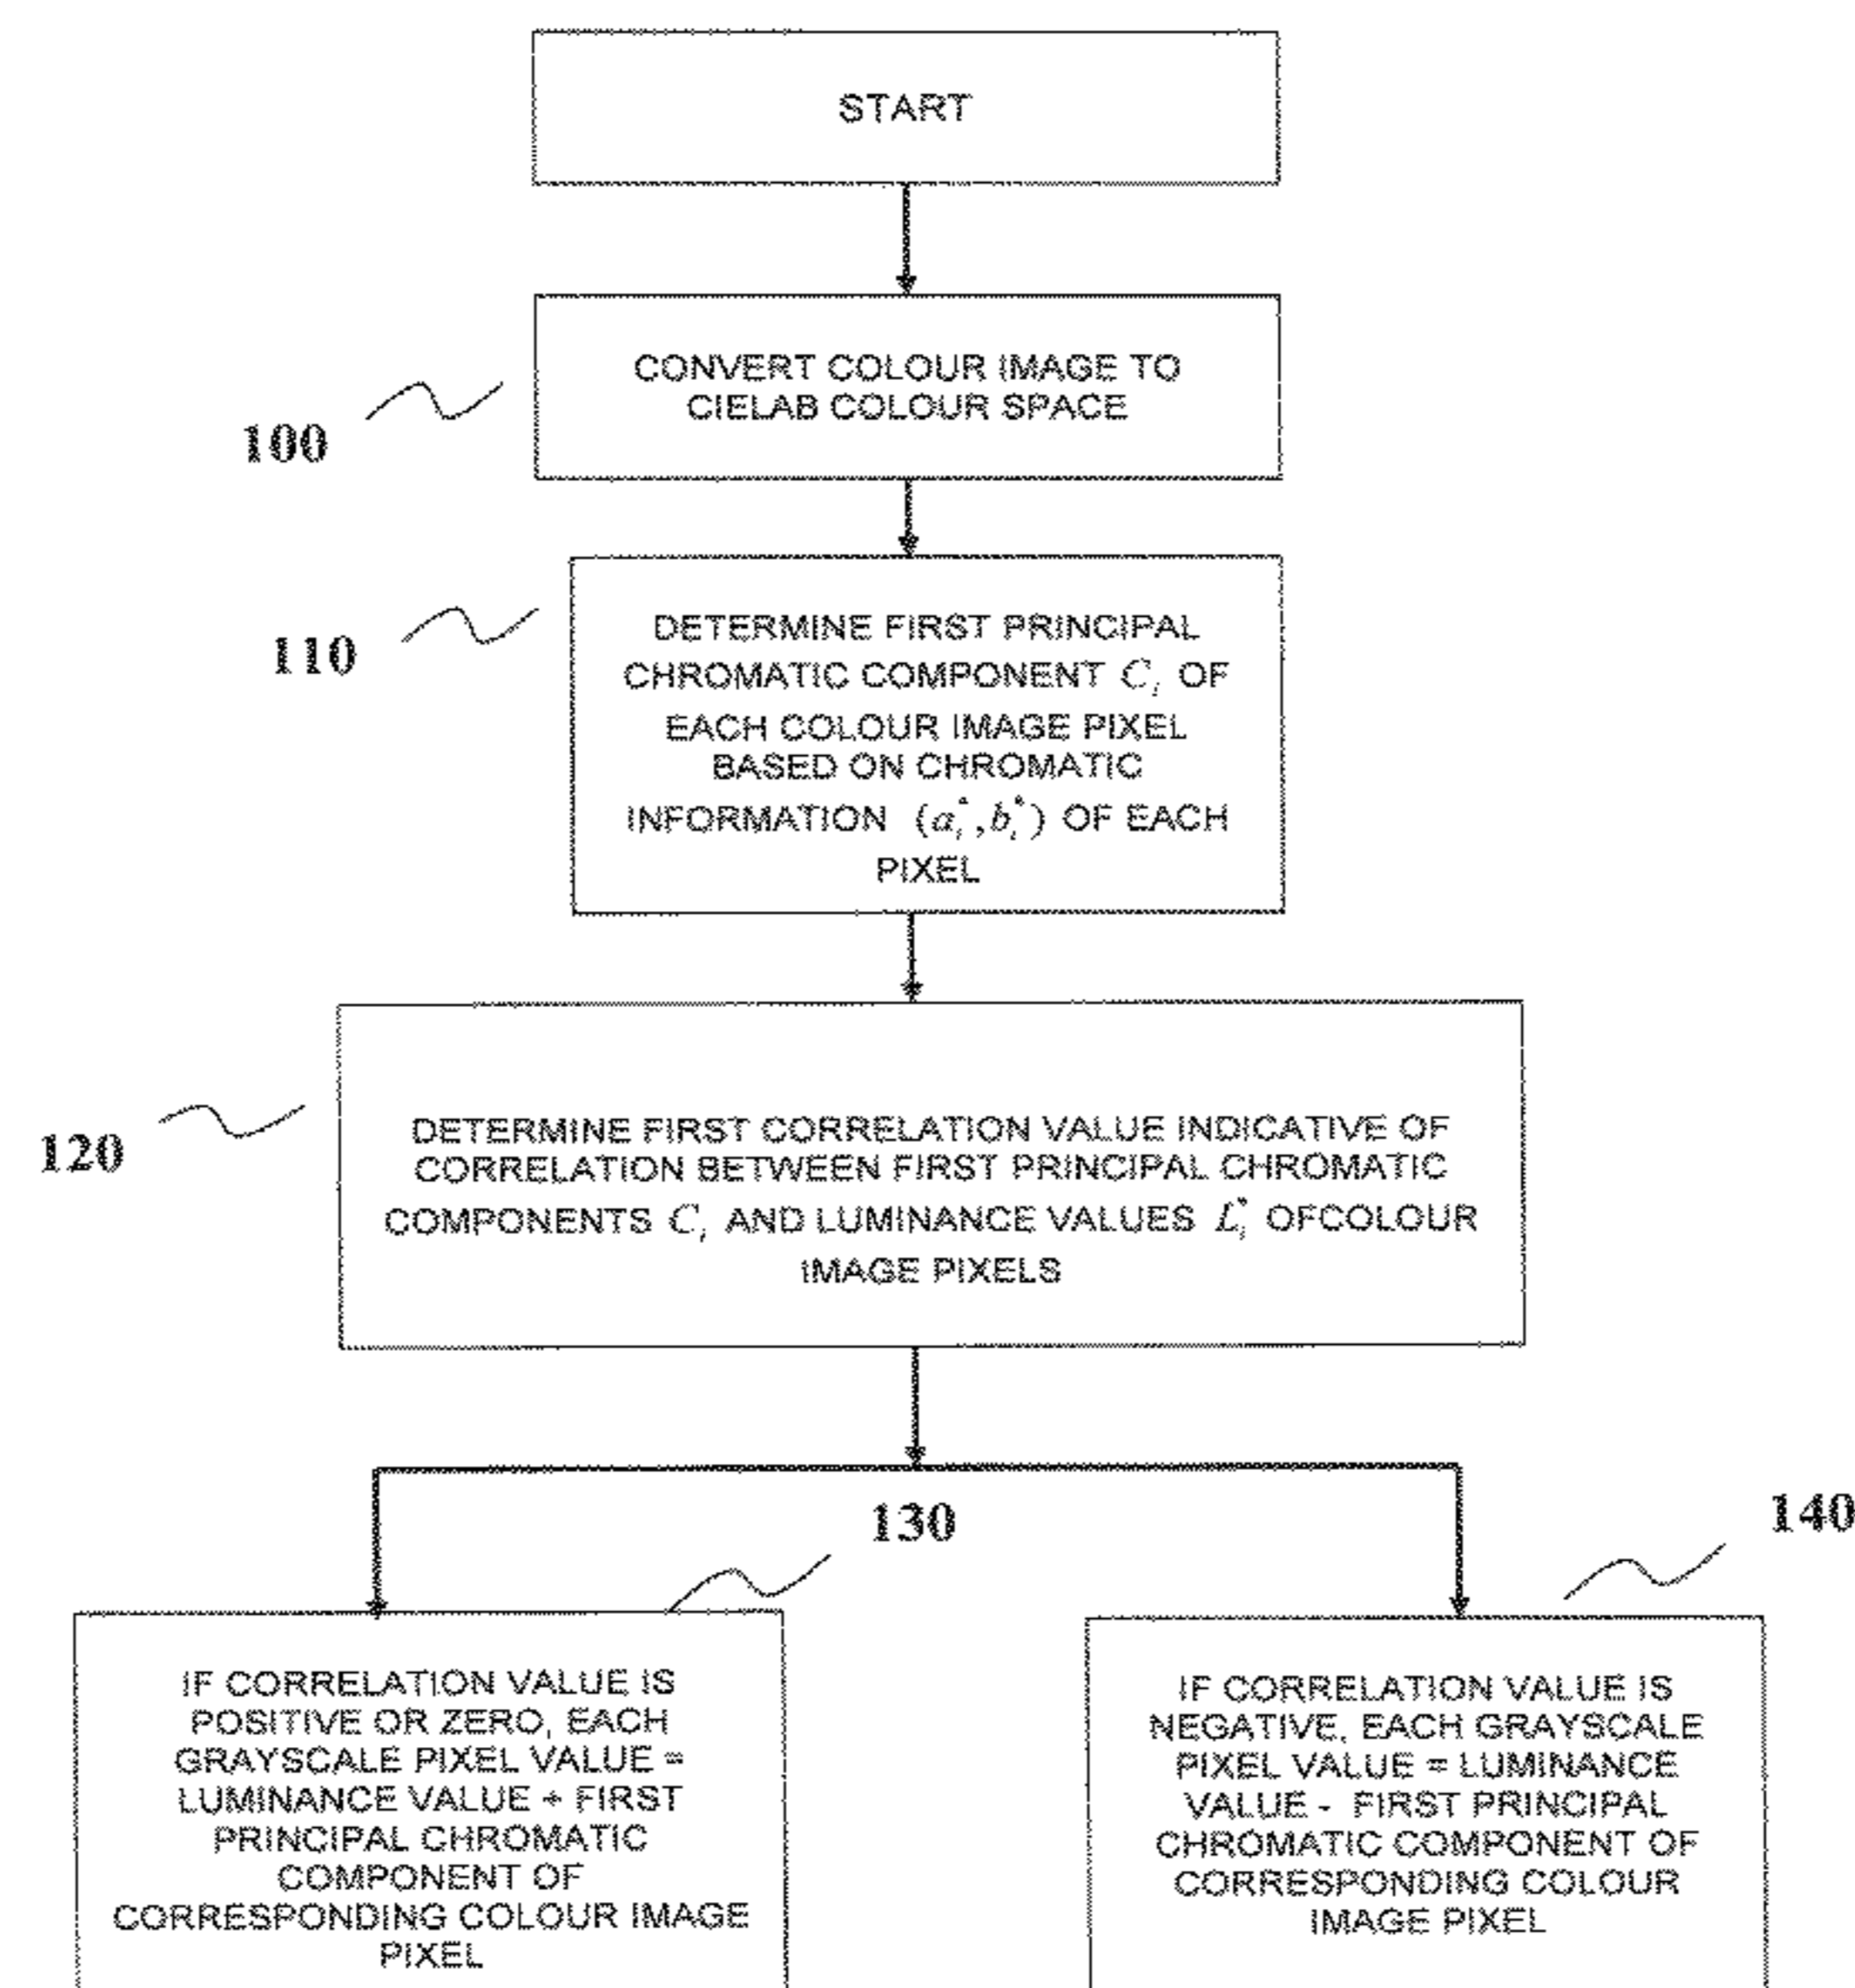 START
CONVERT COLOUR IMAGE TO
CIELAB COLOUR SPACE
100
DETERMINE FIRST PRINCIPAL
CHROMATIC COMPONENT C_i OF
EACH COLOUR IMAGE PIXEL
BASED ON CHROMATIC
INFORMATION (a_i^*, b_i^*) OF EACH
PIXEL
110
DETERMINE FIRST CORRELATION VALUE INDICATIVE OF
CORRELATION BETWEEN FIRST PRINCIPAL CHROMATIC
COMPONENTS C_i AND LUMINANCE VALUES L_i^* OFCOLOUR
IMAGE PIXELS
120
130
IF CORRELATION VALUE IS
POSITIVE OR ZERO, EACH
GRAYSCALE PIXEL VALUE =
LUMINANCE VALUE + FIRST
PRINCIPAL CHROMATIC
COMPONENT OF
CORRESPONDING COLOUR IMAGE
PIXEL
140
IF CORRELATION VALUE IS
NEGATIVE, EACH GRAYSCALE
PIXEL VALUE = LUMINANCE
VALUE - FIRST PRINCIPAL
CHROMATIC COMPONENT OF
CORRESPONDING COLOUR
IMAGE PIXEL